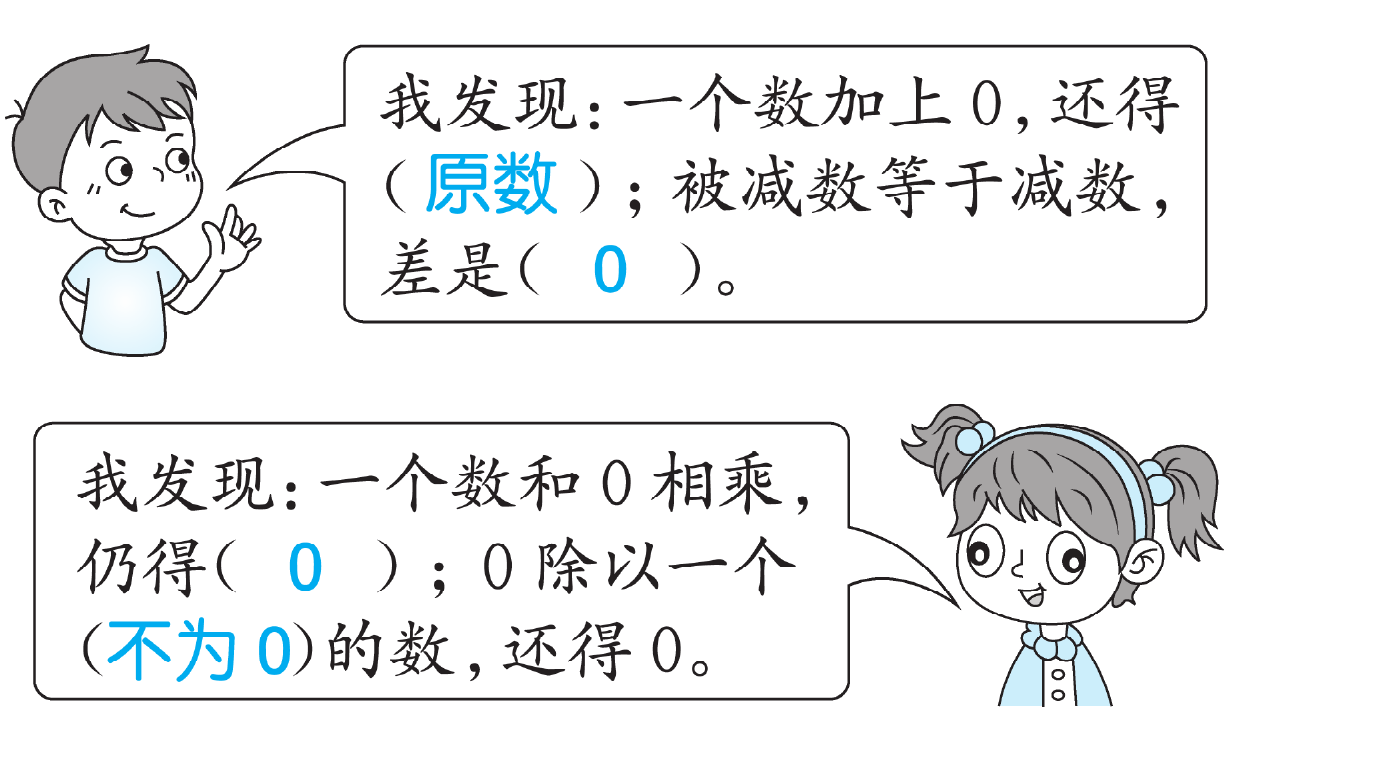 我发现：一个数加上 0，还得
（原数）；被减数等于减数，
差是（ 0 ）。
我发现：一个数和 0 相乘，
仍得（ 0 ）；0 除以一个
（不为 0）的数，还得 0。